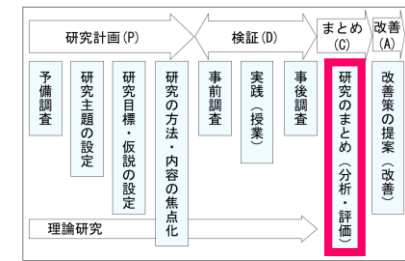 研究計画(P)
検証(D)
まとめ
(C)
改善
(A)
予備調査
研究主題の設定
研究目標・仮説の設定
研究の方法・内容の焦点化
事前調査
実践(授業)
事後調査
研究のまとめ(分析・評価)
改善策の提案(改善)
理論研究